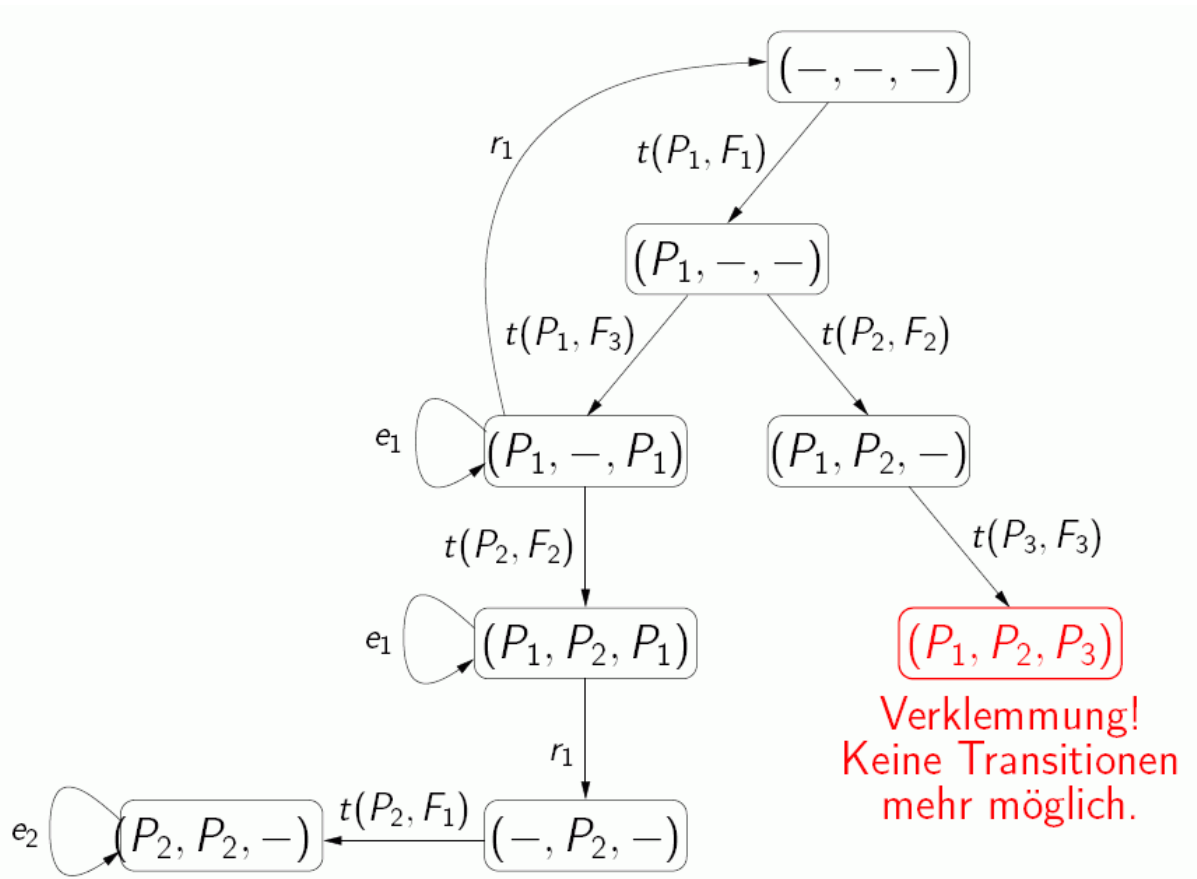 (−, −, −)
r₁
t(P₁, F₁)
(P₁, −, −)
t(P₁, F₃)
t(P₂, F₂)
e₁
(P₁, −, P₁)
(P₁, P₂, −)
t(P₂, F₂)
t(P₃, F₃)
e₁
(P₁, P₂, P₁)
(P₁, P₂, P₃)
Verklemmung!
Keine Transitionen
mehr möglich.
r₁
t(P₂, F₁)
e₂
(P₂, P₂, −)
(−, P₂, −)